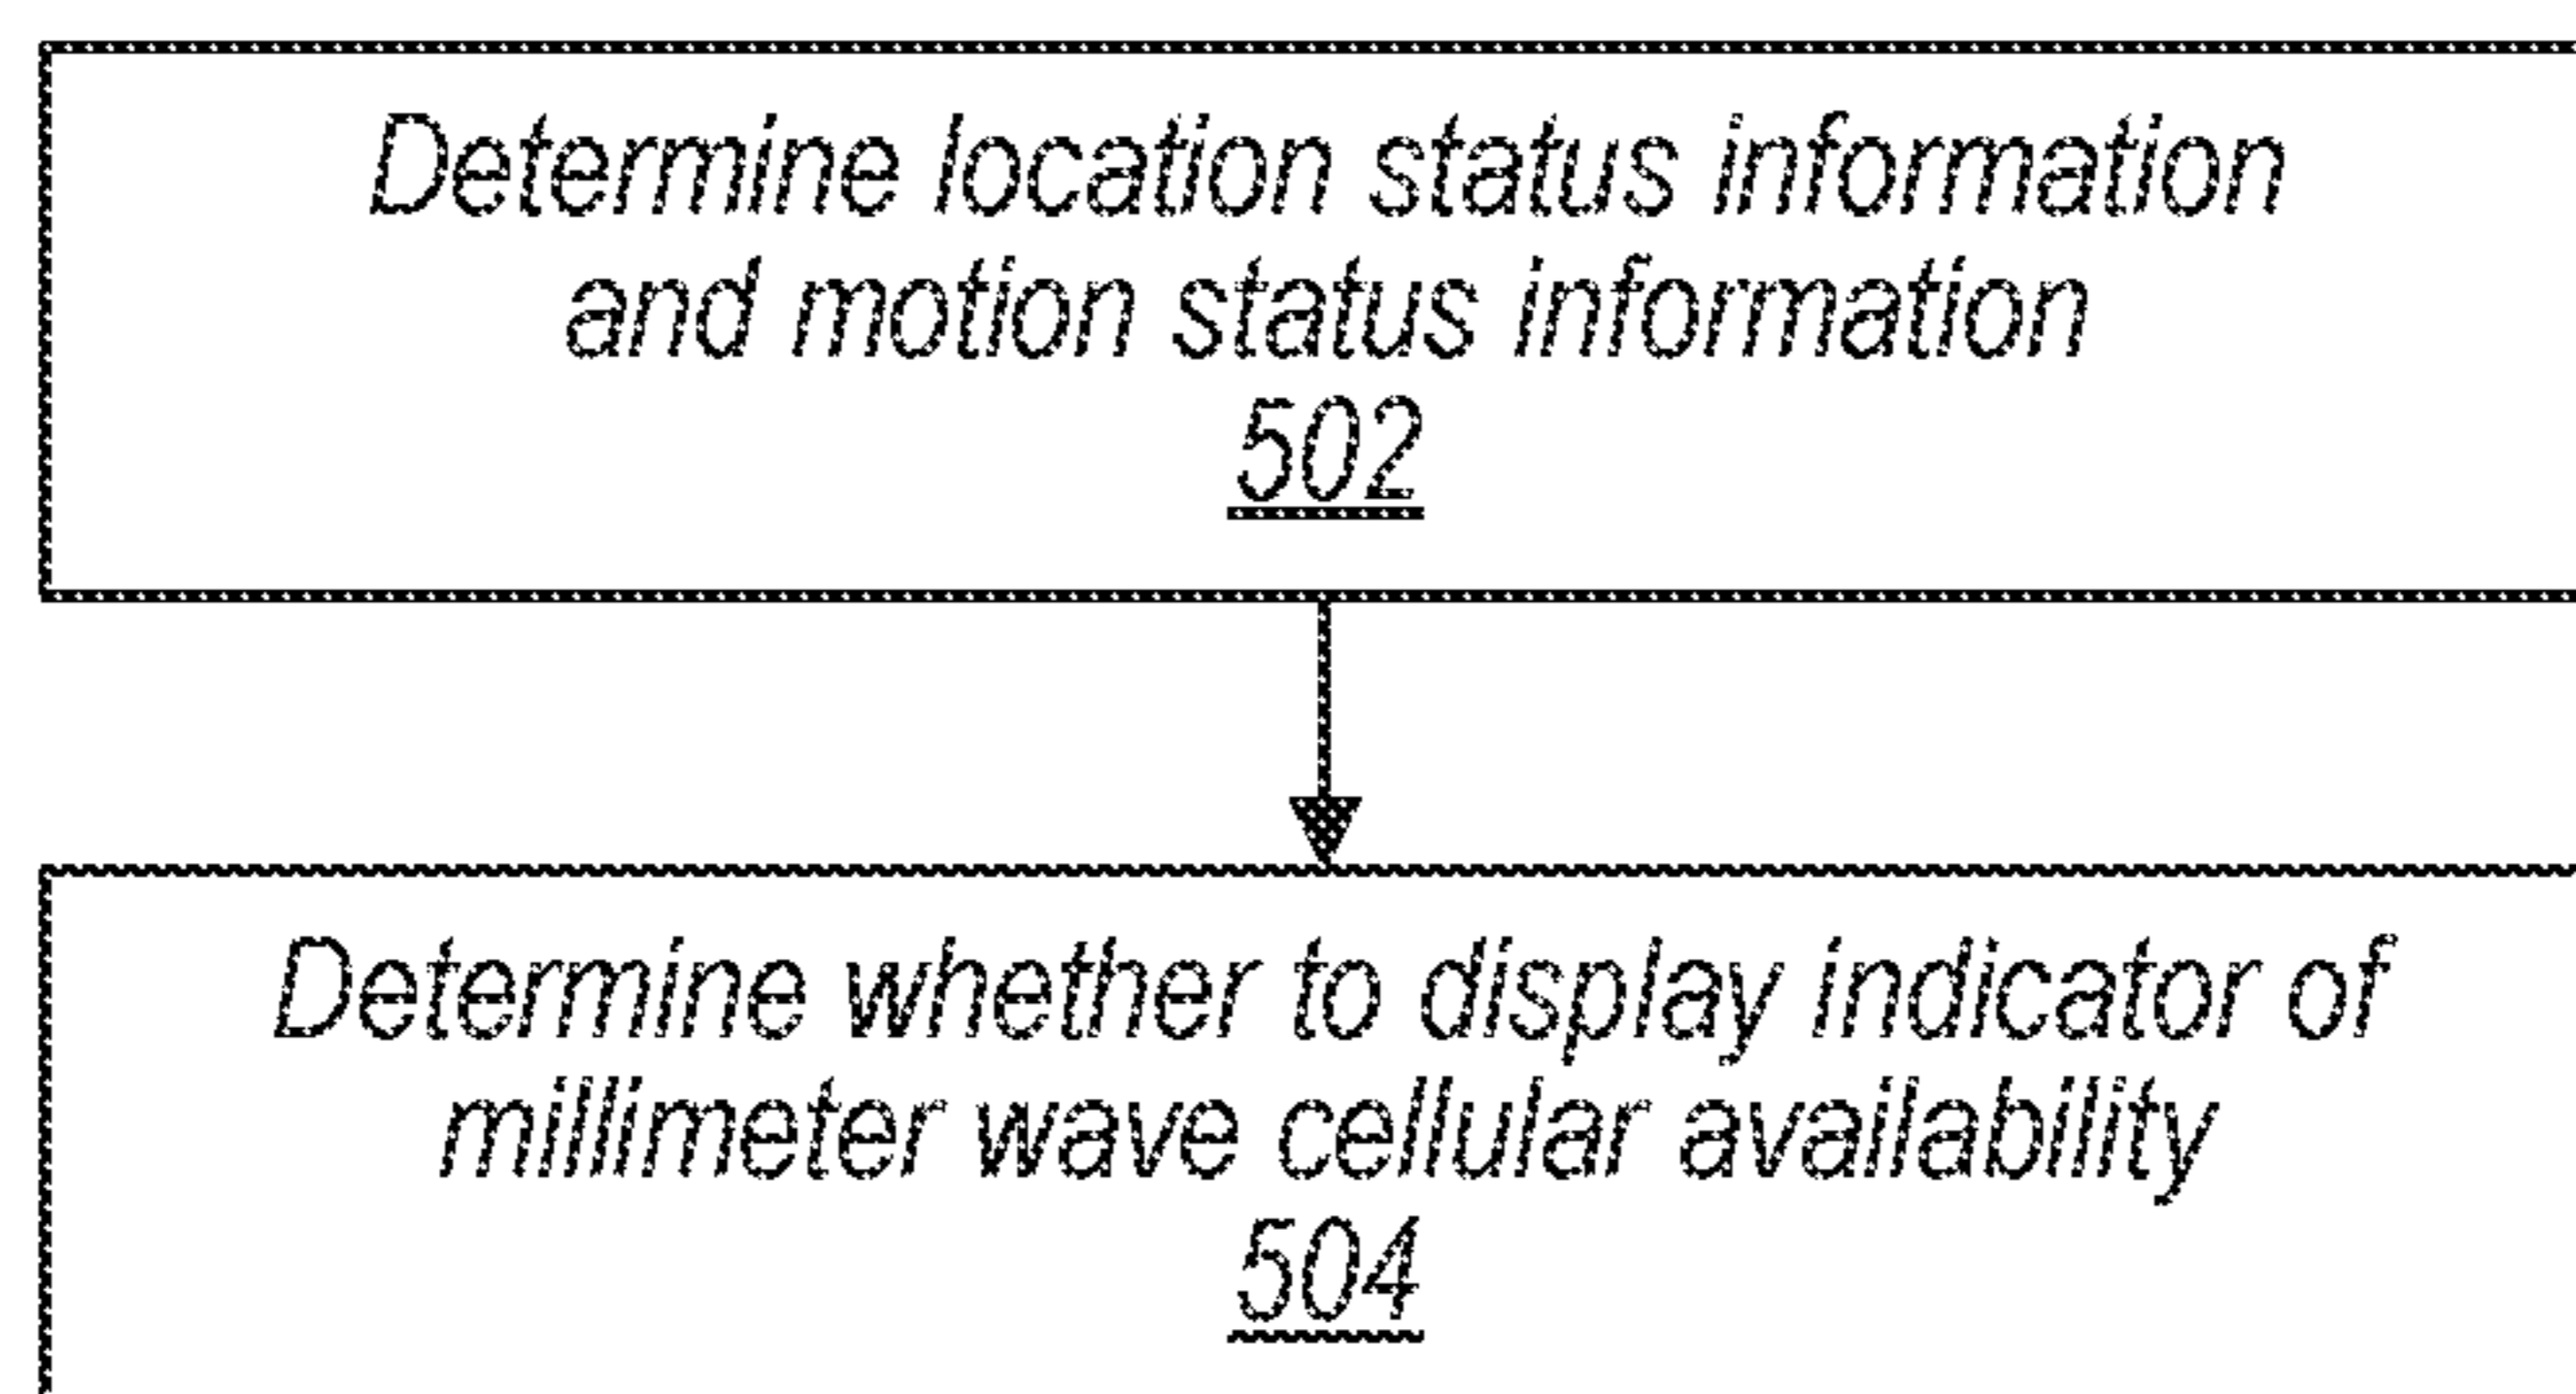 Determine location status information
and motion status information
502
Determine whether to display indicator of
millimeter wave cellular availability
504